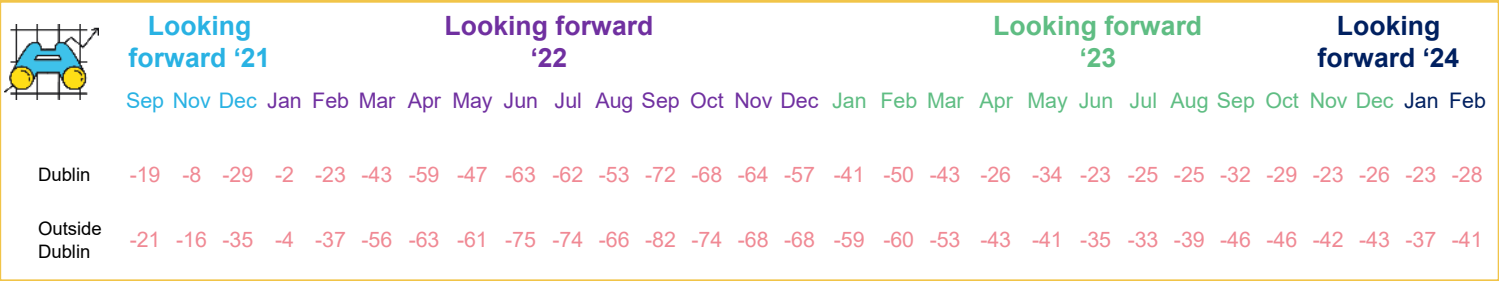 Looking
forward ‘21
Looking forward
‘22
Looking forward
‘23
Looking
forward ‘24
Sep Nov Dec Jan Feb Mar Apr May Jun Jul Aug Sep Oct Nov Dec Jan Feb Mar Apr May Jun Jul Aug Sep Oct Nov Dec Jan Feb
Dublin -19 -8 -29 -2 -23 -43 -59 -47 -63 -62 -53 -72 -68 -64 -57 -41 -50 -43 -26 -34 -23 -25 -25 -32 -29 -23 -26 -23 -28
Outside
Dublin
-21 -16 -35 -4 -37 -56 -63 -61 -75 -74 -66 -82 -74 -68 -68 -59 -60 -53 -43 -41 -35 -33 -39 -46 -46 -42 -43 -37 -41